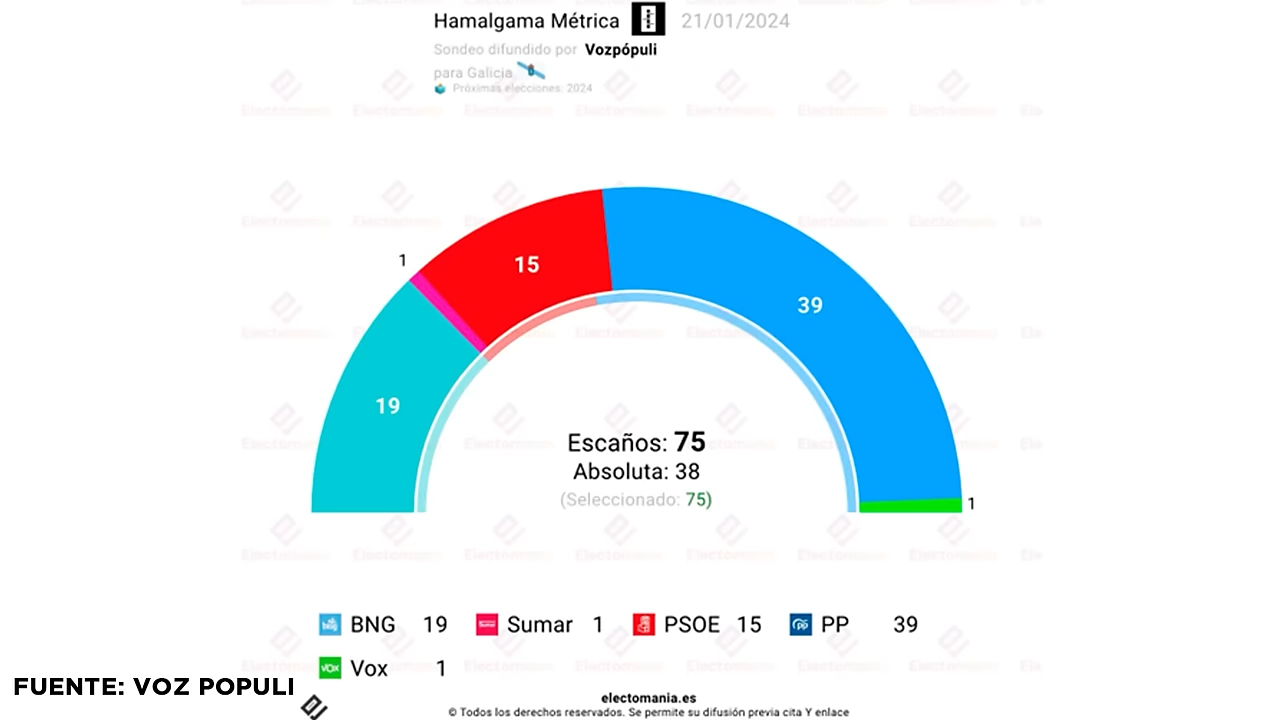 Hamalgama Métrica 21/01/2024
Sondeo difundido por Vozpópuli
para Galicia
Próximas elecciones: 2024
1
15
39
19
Escaños: 75
Absoluta: 38
(Seleccionado: 75)
1
BNG 19 Sumar 1 PSOE 15 PP 39
VOX Vox 1
FUENTE: VOZ POPULI
electomania.es
© Todos los derechos reservados. Se permite su difusión previa cita Y enlace